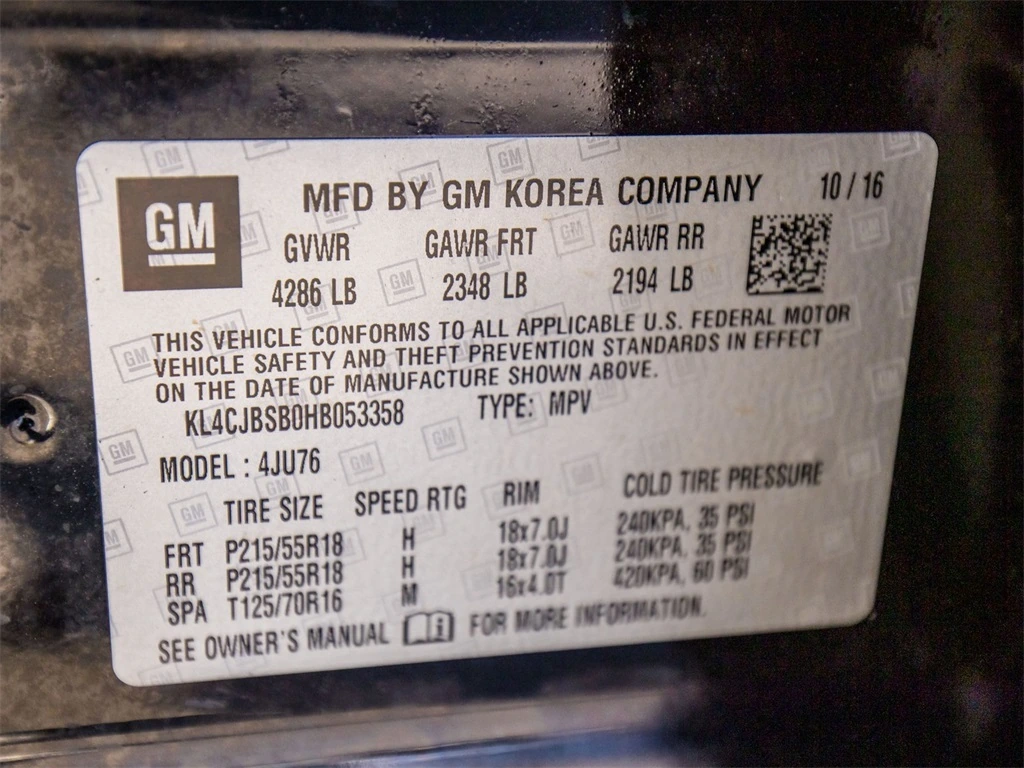 GM
MFD BY GM KOREA COMPANY 10 / 16
GVWR GAWR FRT GAWR RR
4286 LB 2348 LB 2194 LB
THIS VEHICLE CONFORMS TO ALL APPLICABLE U.S. FEDERAL MOTOR
VEHICLE SAFETY AND THEFT PREVENTION STANDARDS IN EFFECT
ON THE DATE OF MANUFACTURE SHOWN ABOVE.
KL4CJBSB0HB053358 TYPE: MPV
MODEL : 4JU76
TIRE SIZE SPEED RTG RIM COLD TIRE PRESSURE
FRT P215/55R18 H 18x7.0J 240KPA, 35 PSI
RR P215/55R18 H 18x7.0J 240KPA, 35 PSI
SPA T125/70R16 M 16x4.0T 420KPA, 60 PSI
SEE OWNER'S MANUAL FOR MORE INFORMATION.